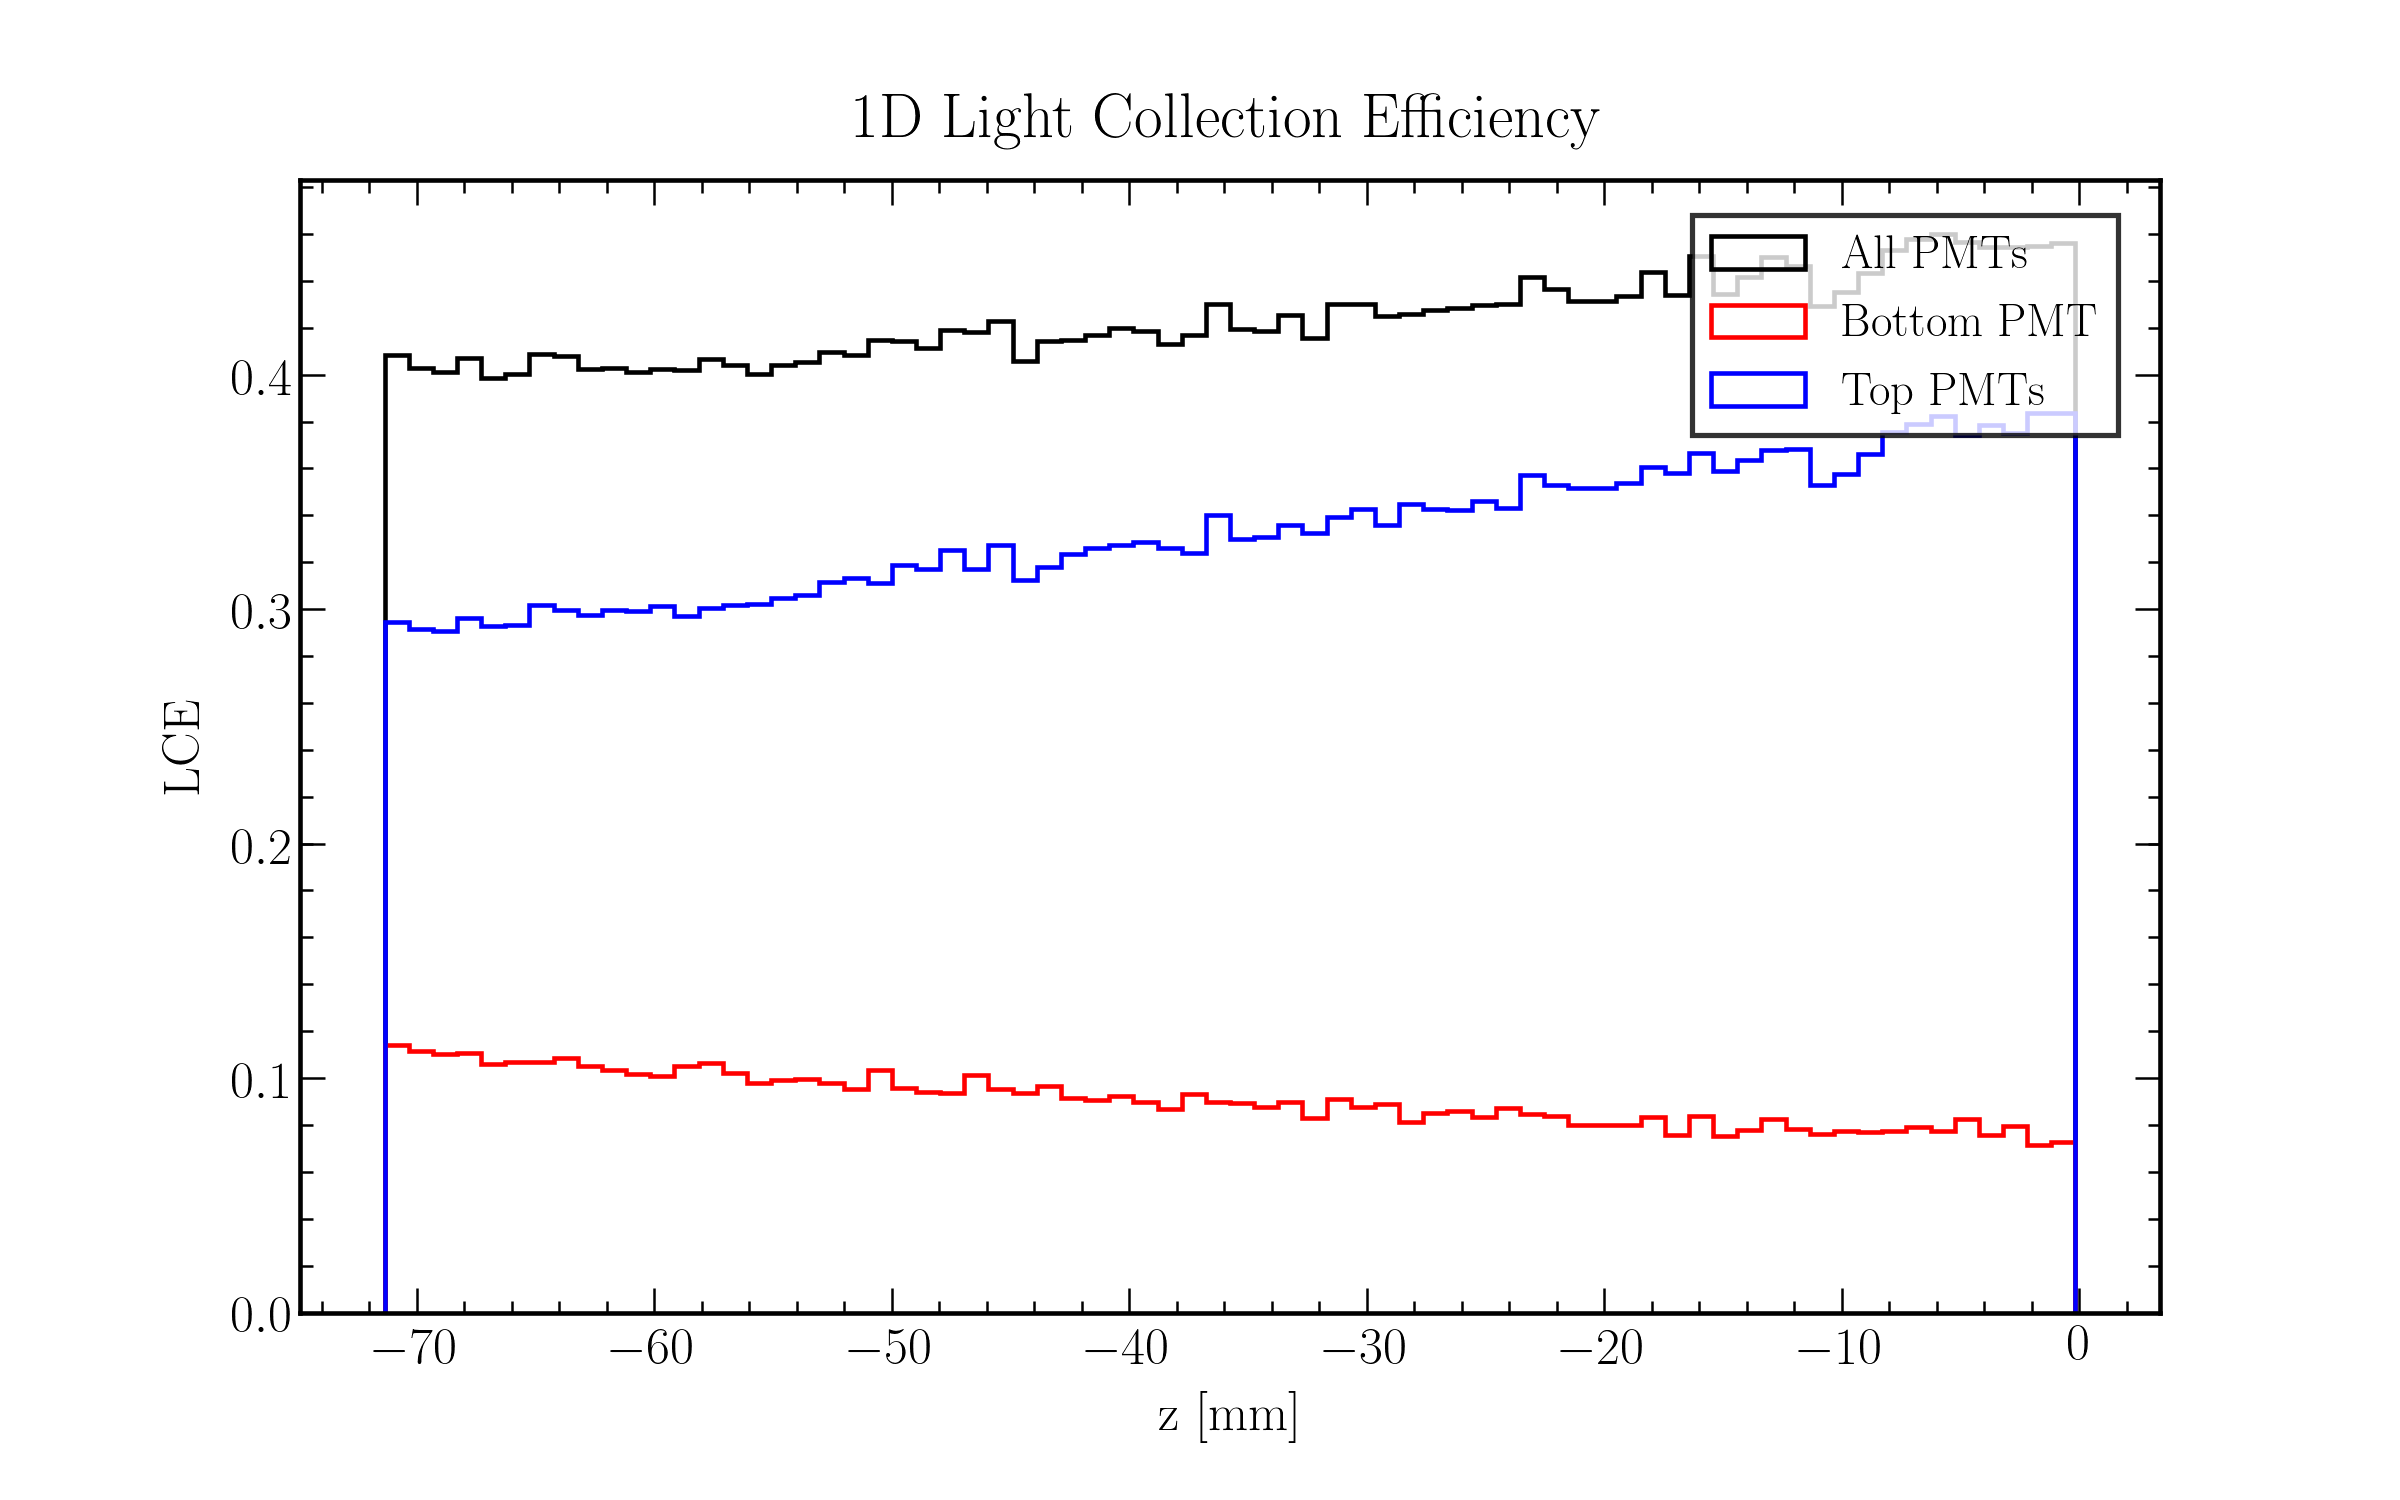 1D Light Collection Efficiency
All PMTs
Bottom PMT
Top PMTs
LCE
0.4
0.3
0.2
0.1
0.0
−70 −60 −50 −40 −30 −20 −10 0
z [mm]